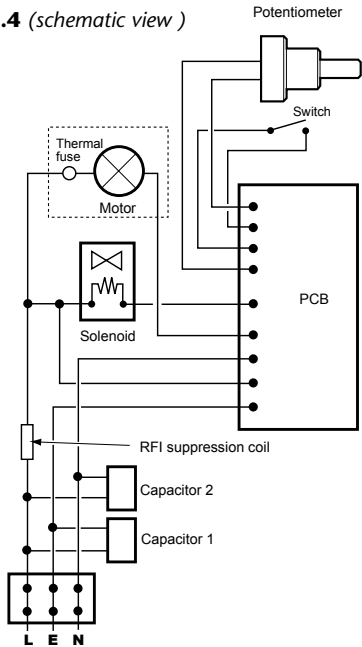 .4 (schematic view )
Potentiometer
Switch
Thermal
fuse
Motor
PCB
Solenoid
RFI suppression coil
Capacitor 2
Capacitor 1
L E N